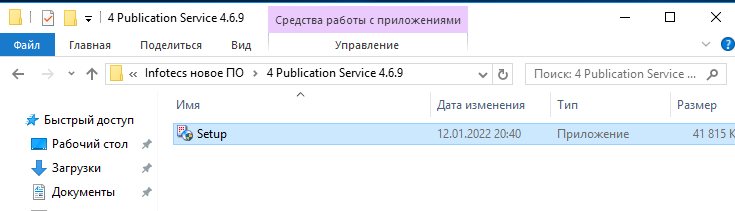 4 Publication Service 4.6.9
Средства работы с приложениями
Файл Главная Поделиться Вид Управление
Infotecs новое ПО 4 Publication Service 4.6.9 Поиск: 4 Publication Service ...
Имя Дата изменения Тип Размер
Быстрый доступ
Setup 12.01.2022 20:40 Приложение 41 815 К
Рабочий стол
Загрузки
Документы